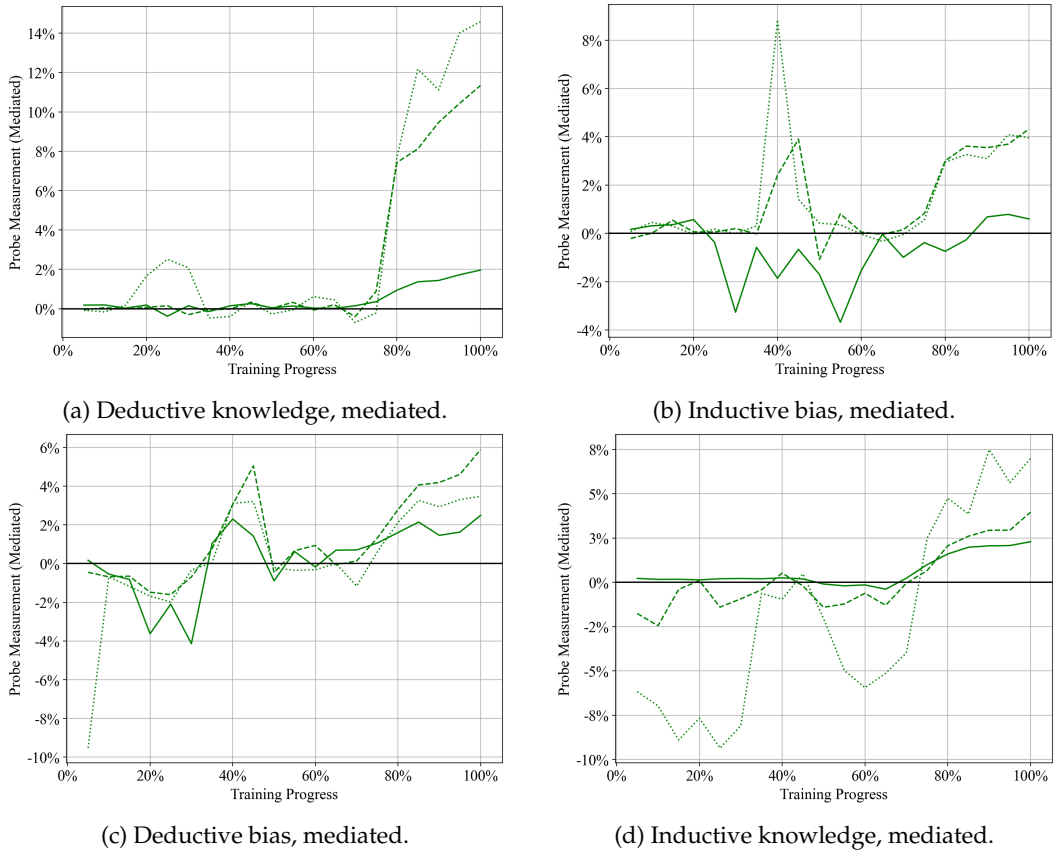 14%
12%
10%
8%
6%
4%
2%
0%
Probe Measurement (Mediated)
0% 20% 40% 60% 80% 100%
Training Progress
(a) Deductive knowledge, mediated.
8%
6%
4%
2%
0%
-2%
-4%
Probe Measurement (Mediated)
0% 20% 40% 60% 80% 100%
Training Progress
(b) Inductive bias, mediated.
6%
4%
2%
0%
-2%
-4%
-6%
-8%
-10%
Probe Measurement (Mediated)
0% 20% 40% 60% 80% 100%
Training Progress
(c) Deductive bias, mediated.
8%
5%
3%
0%
-2%
-5%
-8%
-10%
Probe Measurement (Mediated)
0% 20% 40% 60% 80% 100%
Training Progress
(d) Inductive knowledge, mediated.